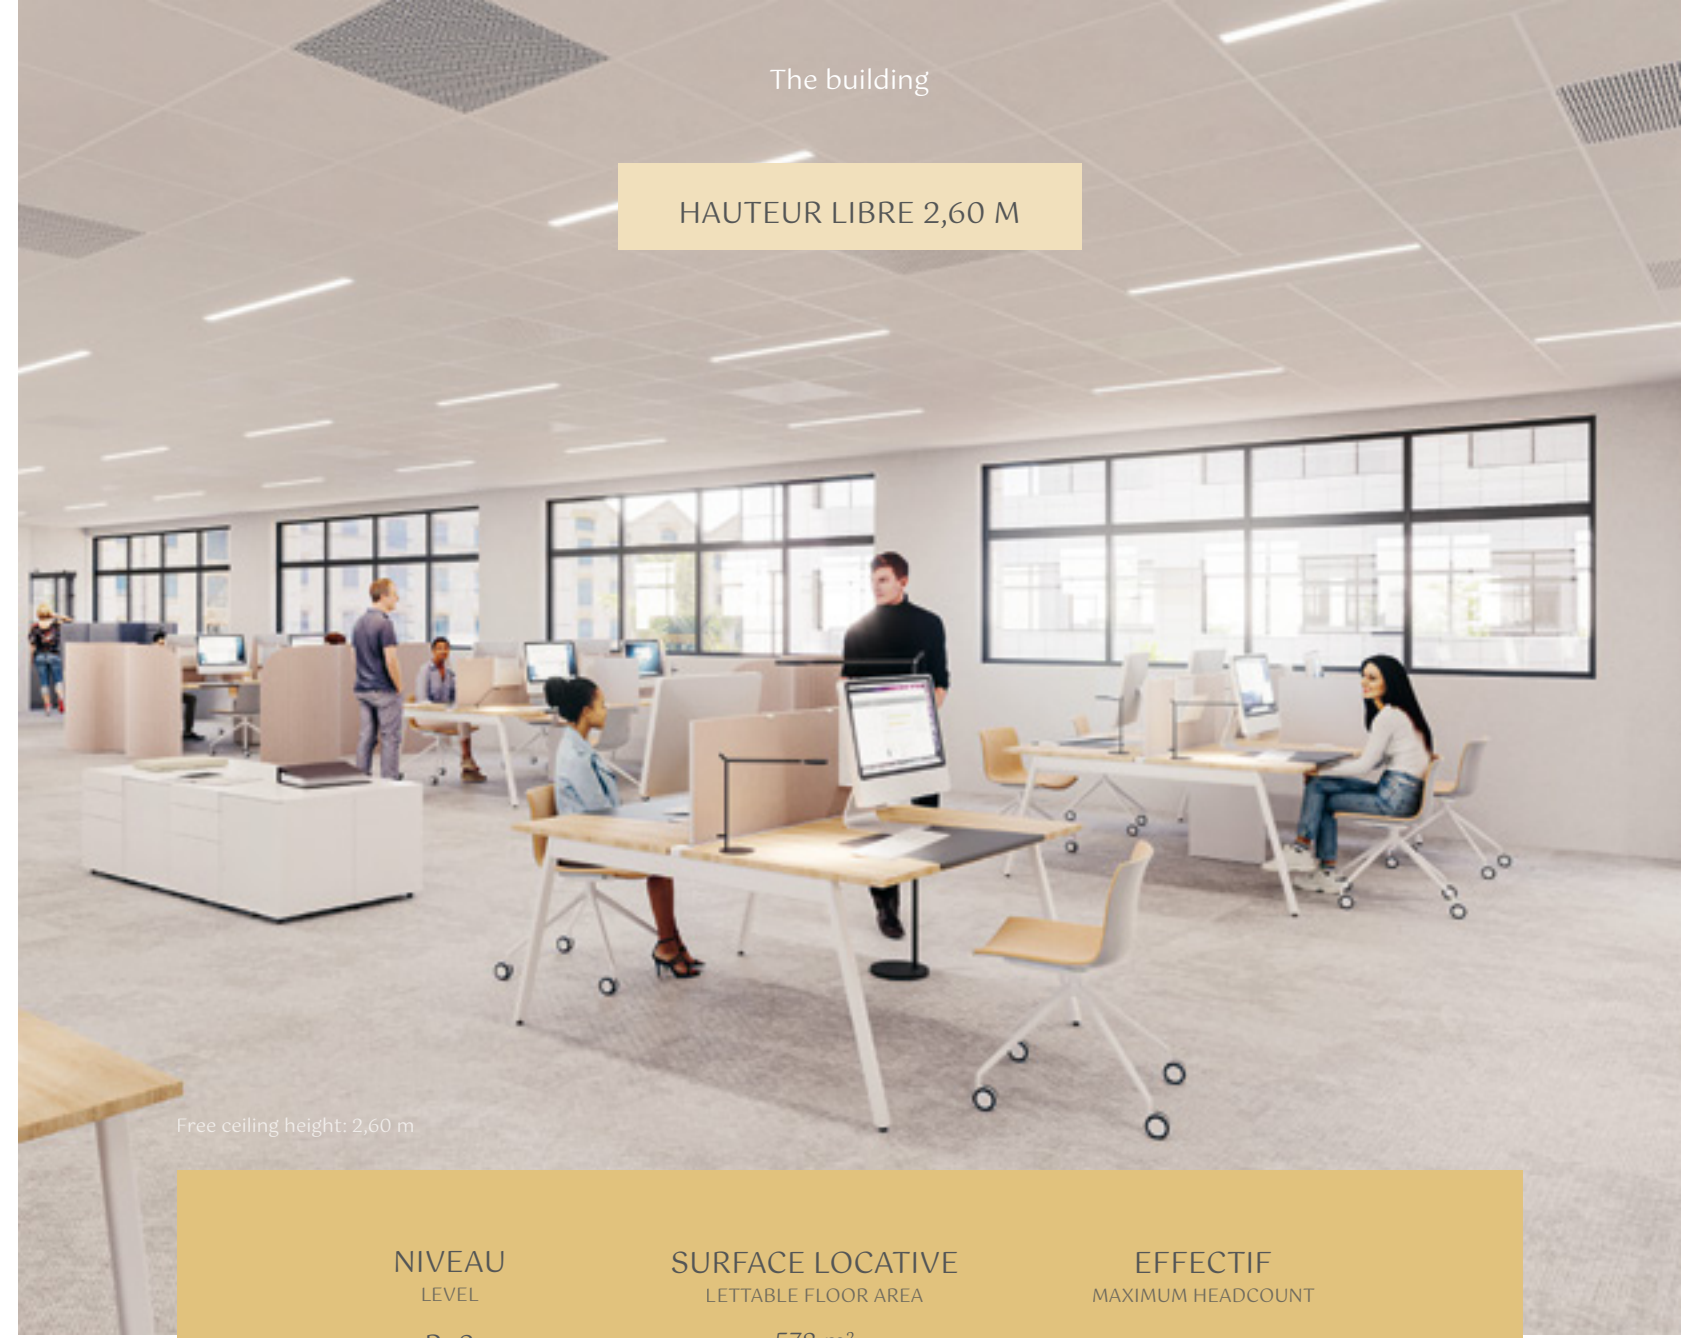 The building
HAUTEUR LIBRE 2,60 M
Free ceiling height: 2,60 m
NIVEAU
LEVEL
SURFACE LOCATIVE
LETTABLE FLOOR AREA
EFFECTIF
MAXIMUM HEADCOUNT